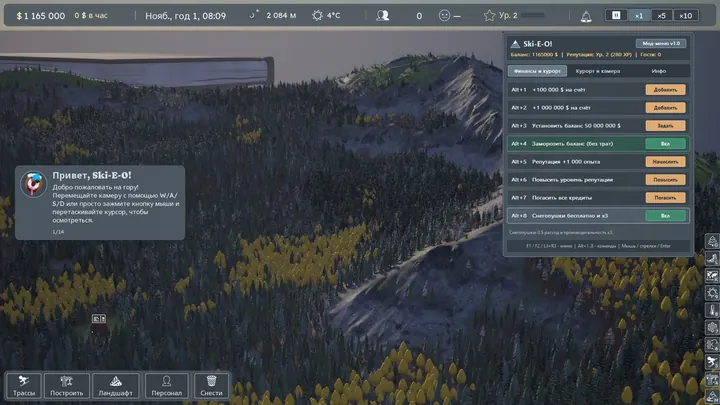 $ 1 165 000
0 $ в час
Нояб., год 1, 08:09
2 084 м
4°C
0
—
Ур. 2
x1
x5
x10
Ski-E-O!
Мод-меню v1.0
Баланс: 1165000 $ | Репутация: Ур. 2 (280 XP) | Гости: 0
Финансы и курорт
Курорт и камера
Инфо
Alt+1 +100 000 $ на счёт Добавить
Alt+2 +1 000 000 $ на счёт Добавить
Alt+3 Установить баланс 50 000 000 $ Задать
Alt+4 Заморозить баланс (без трат) Вкл
Alt+5 Репутация +1 000 опыта Начислить
Alt+6 Повысить уровень репутации Повысить
Alt+7 Погасить все кредиты Погасить
Alt+8 Снегопушки бесплатно и x3 Вкл
Привет, Ski-E-O!
Добро пожаловать на гору!
Перемещайте камеру с помощью W/A/
S/D или просто зажмите кнопку мыши и
перетаскивайте курсор, чтобы
осмотреться.
1/14
Трассы
Построить
Ландшафт
Персонал
Снести